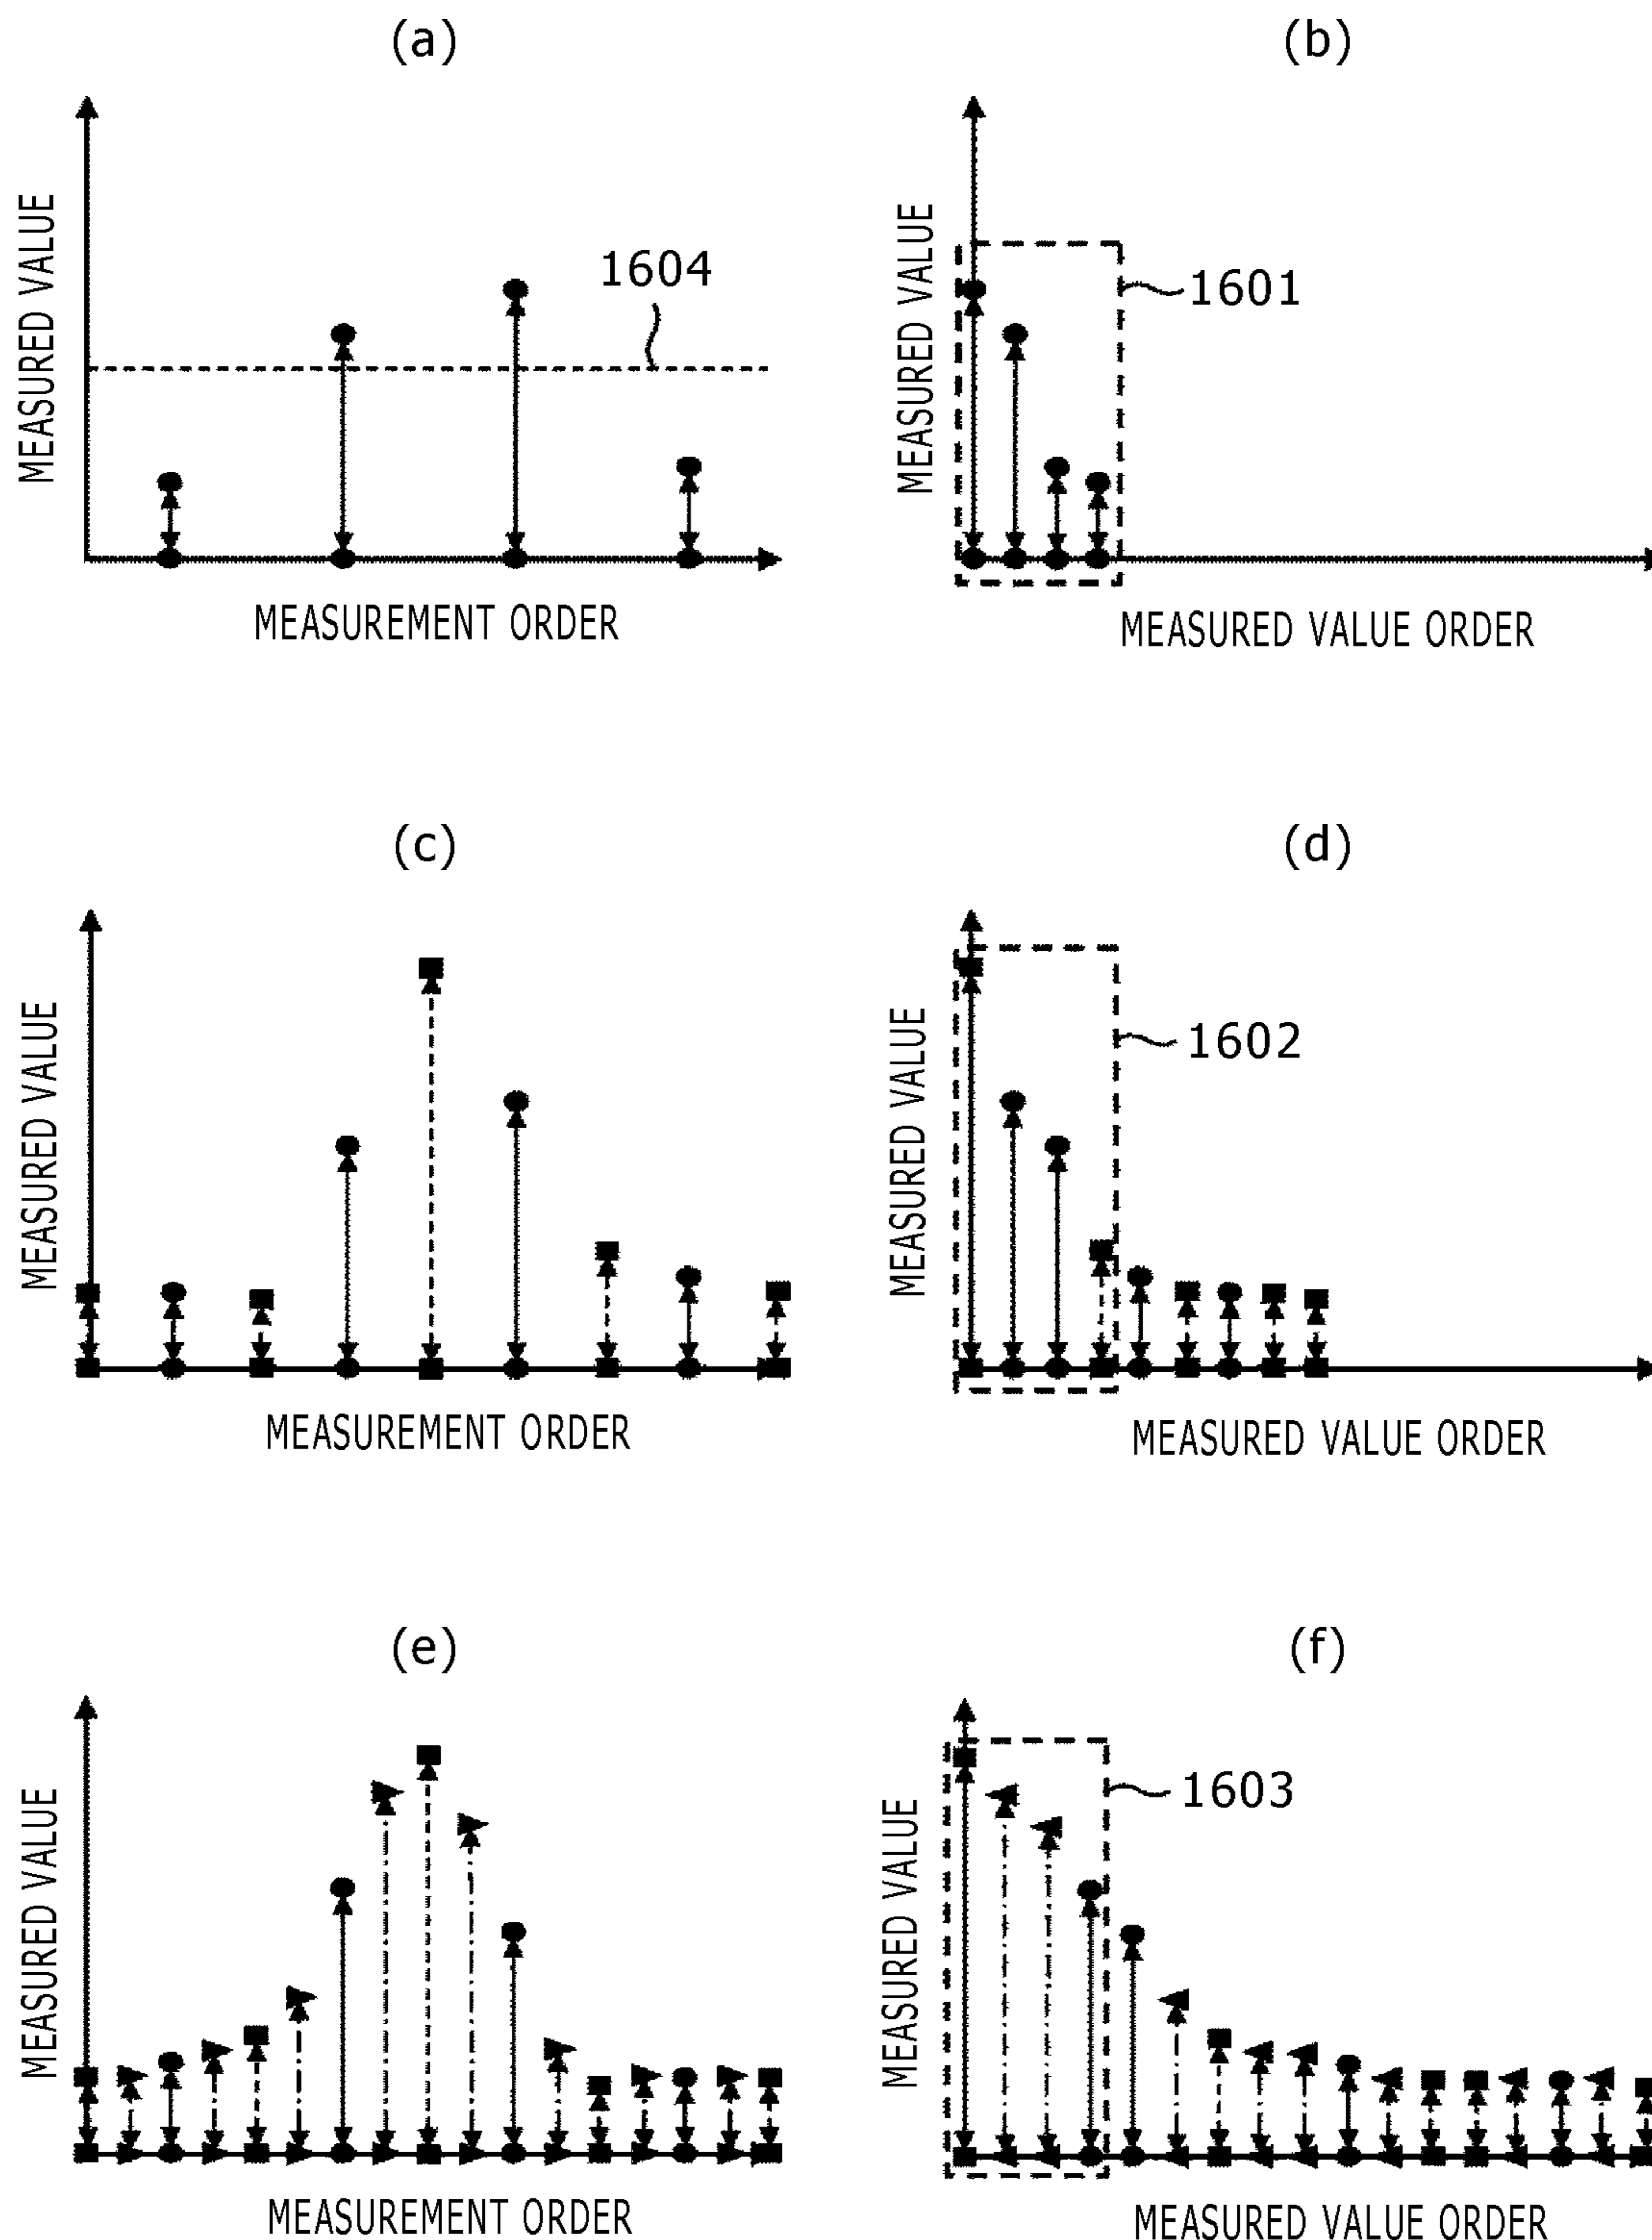 (a)
MEASURED VALUE
1604
MEASUREMENT ORDER
(b)
MEASURED VALUE
1601
MEASURED VALUE ORDER
(c)
MEASURED VALUE
MEASUREMENT ORDER
(d)
MEASURED VALUE
1602
MEASURED VALUE ORDER
(e)
MEASURED VALUE
MEASUREMENT ORDER
(f)
MEASURED VALUE
1603
MEASURED VALUE ORDER